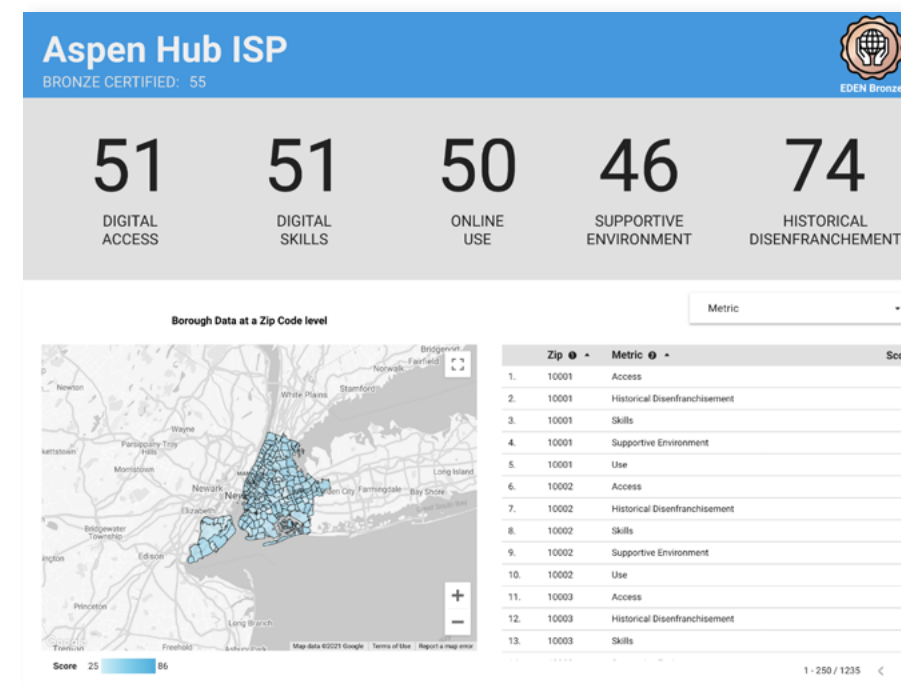 Aspen Hub ISP
BRONZE CERTIFIED: 55
EDEN Bronze
51
51
50
46
74
DIGITAL
ACCESS
DIGITAL
SKILLS
ONLINE
USE
SUPPORTIVE
ENVIRONMENT
HISTORICAL
DISENFRANCHEMENT
Metric
Borough Data at a Zip Code level
Bridgeport
Fairfield
Norwalk
Newton
Stamford
White Plains
Wayne
Parsippany-Troy
Hills
Morristown
Long Island
Newark
Farmingdale
Bay Shore
Elizabeth
Bridgewater
Township
Edison
Princeton
Long Branch
Google
Trenton
Freehold
Asbury Park
Map data ©2021 Google
Terms of Use
Report a map error
Score 25 86
Zip Metric Sco
1. 10001 Access
2. 10001 Historical Disenfranchisement
3. 10001 Skills
4. 10001 Supportive Environment
5. 10001 Use
6. 10002 Access
7. 10002 Historical Disenfranchisement
8. 10002 Skills
9. 10002 Supportive Environment
10. 10002 Use
11. 10003 Access
12. 10003 Historical Disenfranchisement
13. 10003 Skills
1 - 250 / 1235